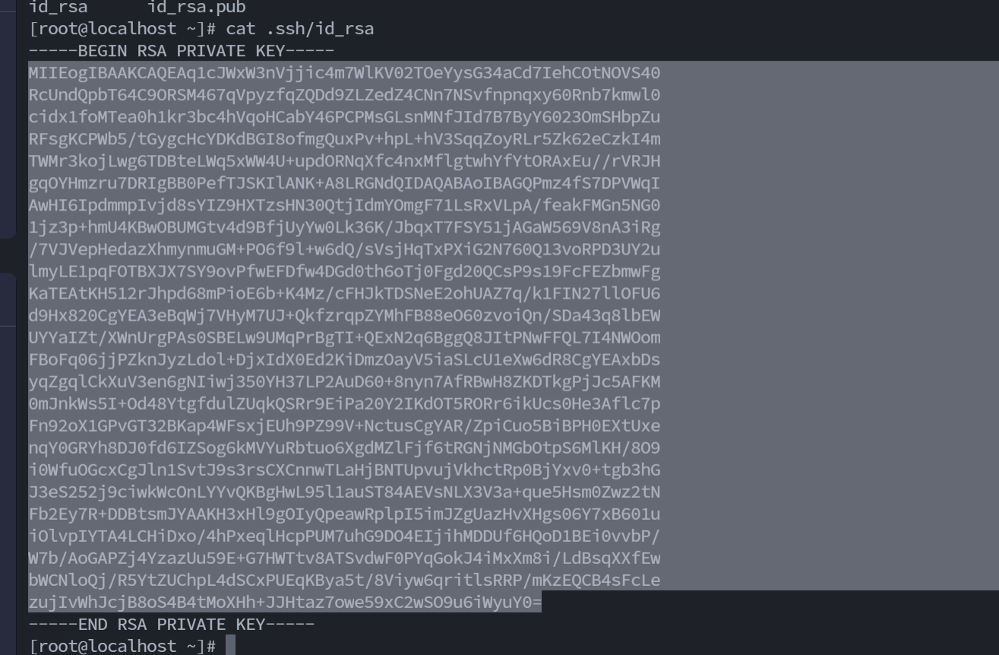 id_rsa id_rsa.pub
[root@localhost ~]# cat .ssh/id_rsa
-----BEGIN RSA PRIVATE KEY-----
MIIEogIBAAKCAQEAq1cJWxW3nVjjic4m7WlKV02TOeYysG34aCd7IehCOtNOVS40
RcUndQpbT64C9ORSM467qVpyzfqZQDd9ZLZedZ4CNn7NSvfnpnqxy60Rnb7kmwl0
cidx1foMTea0h1kr3bc4hVqoHCabY46PCPMsGLsnMNfJId7B7ByY6023OmSHbpZu
RFsgKCPWb5/tGygcHcYDKdBGI8ofmgQuxPv+hpL+hV3SqqZoyRLr5Zk62eCzkI4m
TWMr3kojLwg6TDBteLWq5xWW4U+updORNqXfc4nxMflgtwhYfYtORAxEu//rVRJH
gqOYHmzru7DRIgBB0PefTJSKIlANK+A8LRGNdQIDAQABAoIBAGQPmz4fS7DPVWqI
AwHI6IpdmmpIvjd8sYIZ9HXTzsHN30QtjIdmYOmgF71LsRxVLpA/feakFMGn5NG0
1jz3p+hmU4KBwOBUMGtv4d9BfjUyYw0Lk36K/JbqxT7FSY51jAGaW569V8nA3iRg
/7VJVepHedazXhmynmuGM+PO6f9l+w6dQ/sVsjHqTxPXiG2N760Q13voRPD3UY2u
lmyLE1pqFOTBXJX7SY9ovPfwEFDfw4DGd0th6oTj0Fgd20QCsP9s19FcFEZbmwFg
KaTEAtKH512rJhpd68mPioE6b+K4Mz/cFHJkTDSNeE2ohUAZ7q/k1FIN27llOFU6
d9Hx820CgYEA3eBqWj7VHyM7UJ+QkfzrqpZYMhFB88eO60zvoiQn/SDa43q8lbEW
UYYaIZt/XWnUrgPAs0SBELw9UMqPrBgTI+QExN2q6BggQ8JItPNwFFQL7I4NWOom
FBoFq06jjPZknJyzLdol+DjxIdX0Ed2KiDmzOayV5iaSLcU1eXw6dR8CgYEAxbDs
yqZgqlCkXuV3en6gNIiwj350YH37LP2AuD60+8nyn7AfRBwH8ZKDTkgPjJc5AFKM
0mJnkWs5I+Od48YtgfdulZUqkQSRr9EiPa20Y2IKdOT5RORr6ikUcs0He3Aflc7p
Fn92oX1GPvGT32BKap4WFsxjEUh9PZ99V+NctusCgYAR/ZpiCuo5BiBPH0EXtUxe
nqY0GRYh8DJ0fd6IZSog6kMVYuRbtuo6XgdMZlFjf6tRGNjNMGbOtpS6MlKH/8O9
i0WfuOGcxCgJln1SvtJ9s3rsCXCnnwTLaHjBNTUpvujVkhctRp0BjYxv0+tgb3hG
J3eS252j9ciwkWcOnLYYvQKBgHwL95l1auST84AEVsNLX3V3a+que5Hsm0Zwz2tN
Fb2Ey7R+DDBtsmJYAAKH3xHl9gOIyQpeawRplpI5imJZgUazHvXHgs06Y7xB601u
iOlvpIYTA4LCHiDxo/4hPxeqlHcpPUM7uhG9DO4EIjihMDDUf6HQoD1BEi0vvbP/
W7b/AoGAPZj4YzazUu59E+G7HWTtv8ATSvdwF0PYqGokJ4iMxXm8i/LdBsqXXfEw
bWCNloQj/R5YtZUChpL4dSCxPUEqKBya5t/8Viyw6qritlsRRP/mKzEQCB4sFcLe
zujIvWhJcjB8oS4B4tMoXHh+JJHtaz7owe59xC2wSO9u6iWyuY0=
-----END RSA PRIVATE KEY-----
[root@localhost ~]#